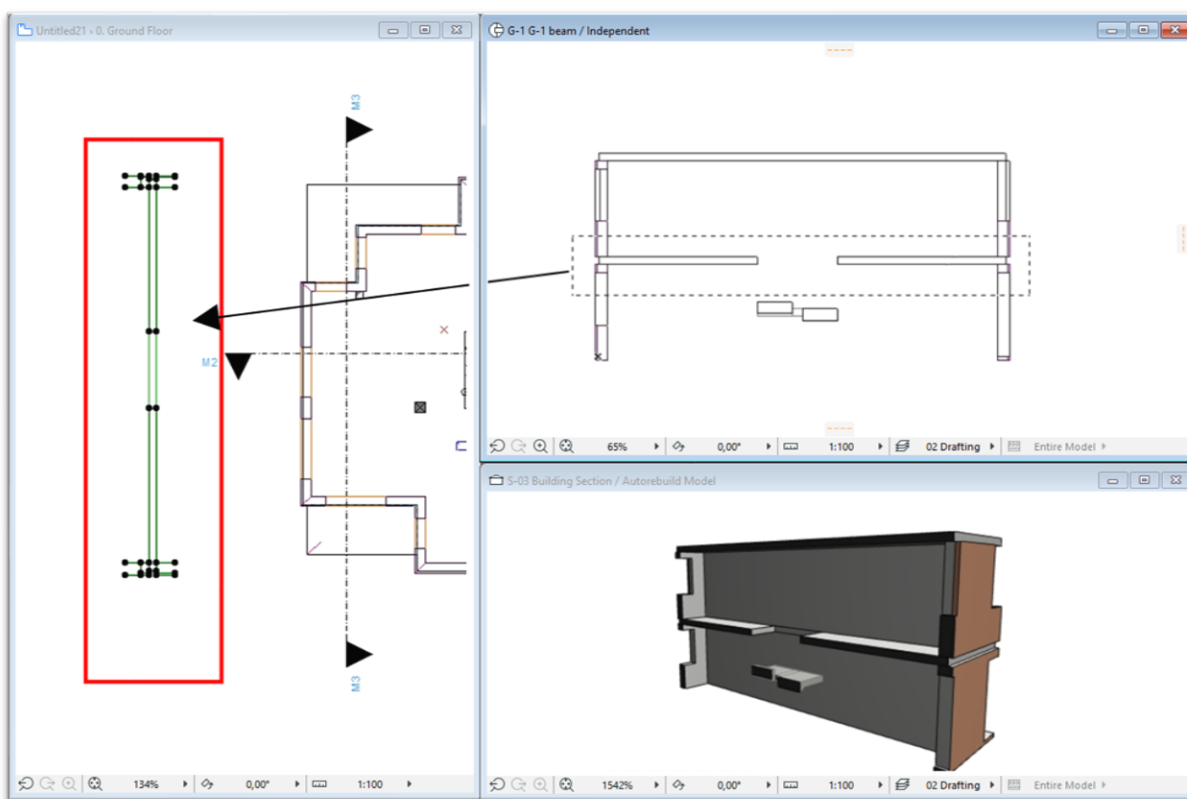 Untitled21 › 0. Ground Floor
M3
M2
M3
134%
0,00°
1:100
G-1 G-1 beam / Independent
65%
0,00°
1:100
02 Drafting
Entire Model
S-03 Building Section / Autorebuild Model
1542%
0,00°
1:100
02 Drafting
Entire Model